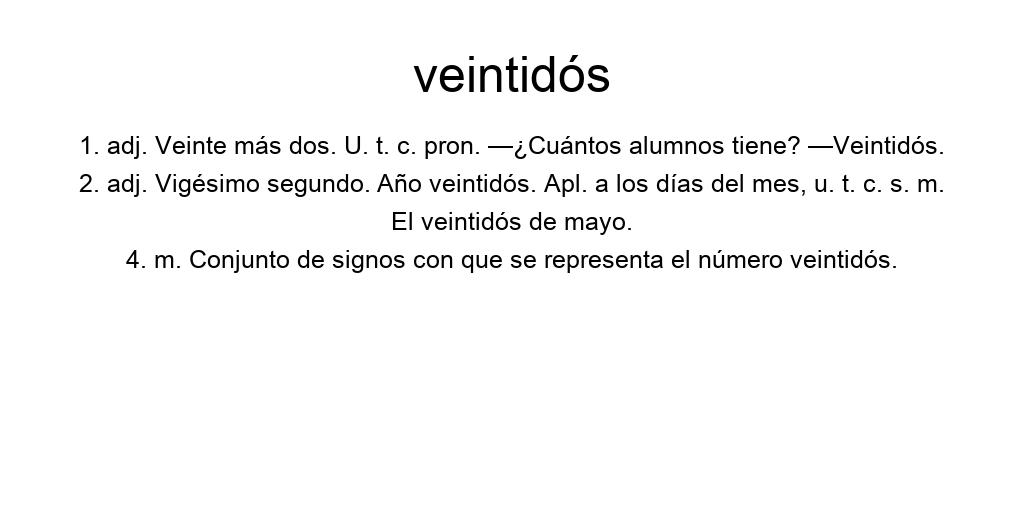 veintidós
1. adj. Veinte más dos. U. t. c. pron. —¿Cuántos alumnos tiene? —Veintidós.
2. adj. Vigésimo segundo. Año veintidós. Apl. a los días del mes, u. t. c. s. m.
El veintidós de mayo.
4. m. Conjunto de signos con que se representa el número veintidós.